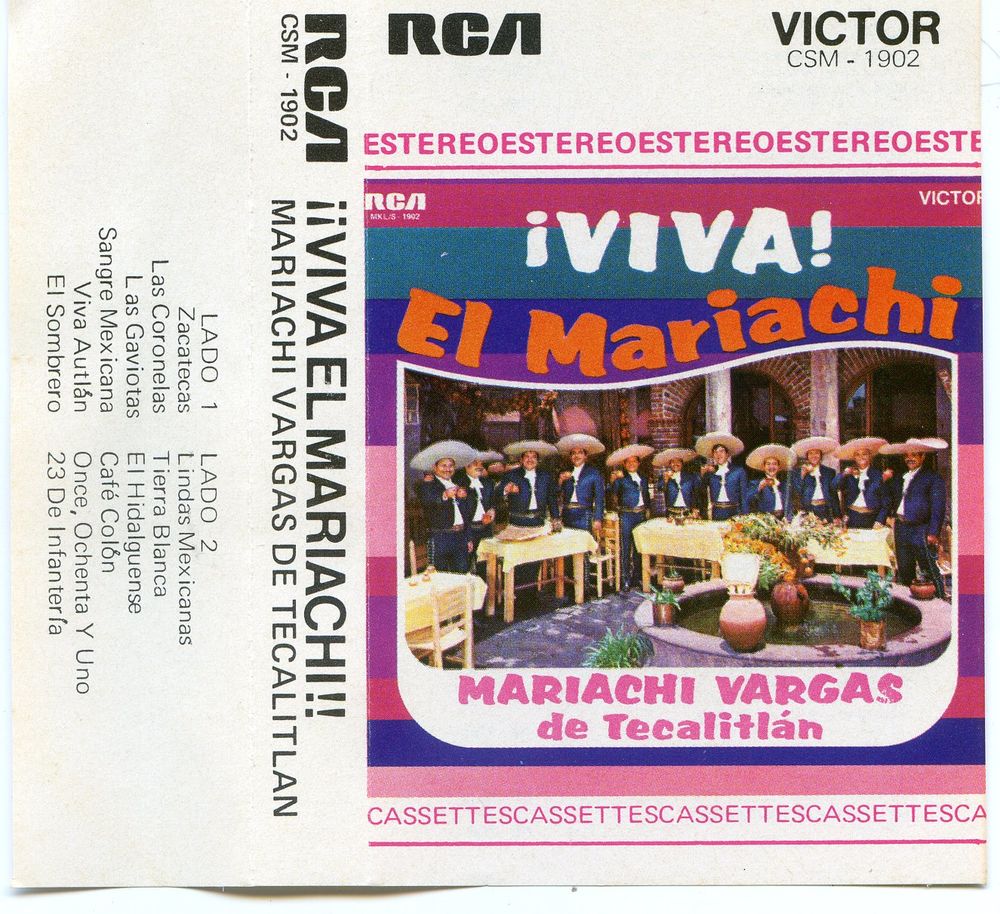 LADO 1
Zacatecas
Las Coronelas
Las Gaviotas
Sangre Mexicana
Viva Autlán
El Sombrero
LADO 2
Lindas Mexicanas
Tierra Blanca
El Hidalguense
Café Colón
Once, Ochenta Y Uno
23 De Infantería
RCA
CSM - 1902
¡¡VIVA EL MARIACHI!!
MARIACHI VARGAS DE TECALITLAN
RCA
VICTOR
CSM - 1902
ESTEREOESTEREOESTEREOESTEREOESTE
RCA
MKL/S - 1902
VICTOR
¡VIVA!
El Mariachi
MARIACHI VARGAS
de Tecalitlán
CASSETTESCASSETTESCASSETTESCASSETTESCA